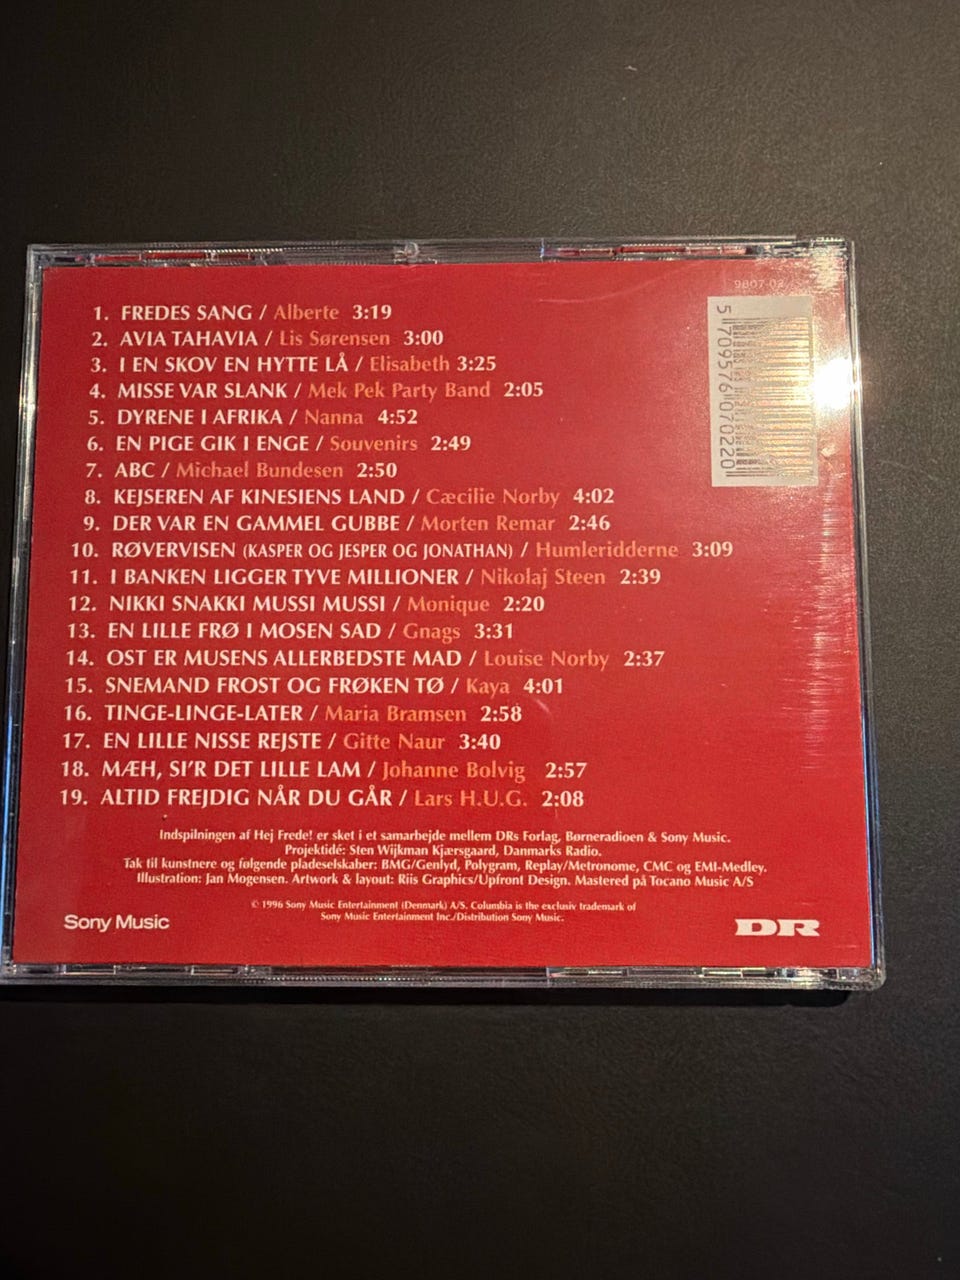 9807-02
5 709576 070220
1. FREDES SANG / Alberte 3:19
2. AVIA TAHAVIA / Lis Sørensen 3:00
3. I EN SKOV EN HYTTE LÅ / Elisabeth 3:25
4. MISSE VAR SLANK / Mek Pek Party Band 2:05
5. DYRENE I AFRIKA / Nanna 4:52
6. EN PIGE GIK I ENGE / Souvenirs 2:49
7. ABC / Michael Bundesen 2:50
8. KEJSEREN AF KINESIENS LAND / Cæcilie Norby 4:02
9. DER VAR EN GAMMEL GUBBE / Morten Remar 2:46
10. RØVERVISEN (KASPER OG JESPER OG JONATHAN) / Humleridderne 3:09
11. I BANKEN LIGGER TYVE MILLIONER / Nikolaj Steen 2:39
12. NIKKI SNAKKI MUSSI MUSSI / Monique 2:20
13. EN LILLE FRØ I MOSEN SAD / Gnags 3:31
14. OST ER MUSENS ALLERBEDSTE MAD / Louise Norby 2:37
15. SNEMAND FROST OG FRØKEN TØ / Kaya 4:01
16. TINGE-LINGE-LATER / Maria Bramsen 2:58
17. EN LILLE NISSE REJSTE / Gitte Naur 3:40
18. MÆH, SI'R DET LILLE LAM / Johanne Bolvig 2:57
19. ALTID FREJDIG NÅR DU GÅR / Lars H.U.G. 2:08
Indspilningen af Hej Frede! er sket i et samarbejde mellem DRs Forlag, Børneradioen & Sony Music.
Projektidé: Sten Wijkman Kjærsgaard, Danmarks Radio.
Tak til kunstnere og følgende pladeselskaber: BMG/Genlyd, Polygram, Replay/Metronome, CMC og EMI-Medley.
Illustration: Jan Mogensen. Artwork & layout: Riis Graphics/Upfront Design. Mastered på Tocano Music A/S
© 1996 Sony Music Entertainment (Denmark) A/S. Columbia is the exclusiv trademark of
Sony Music Entertainment Inc./Distribution Sony Music.
Sony Music
DR